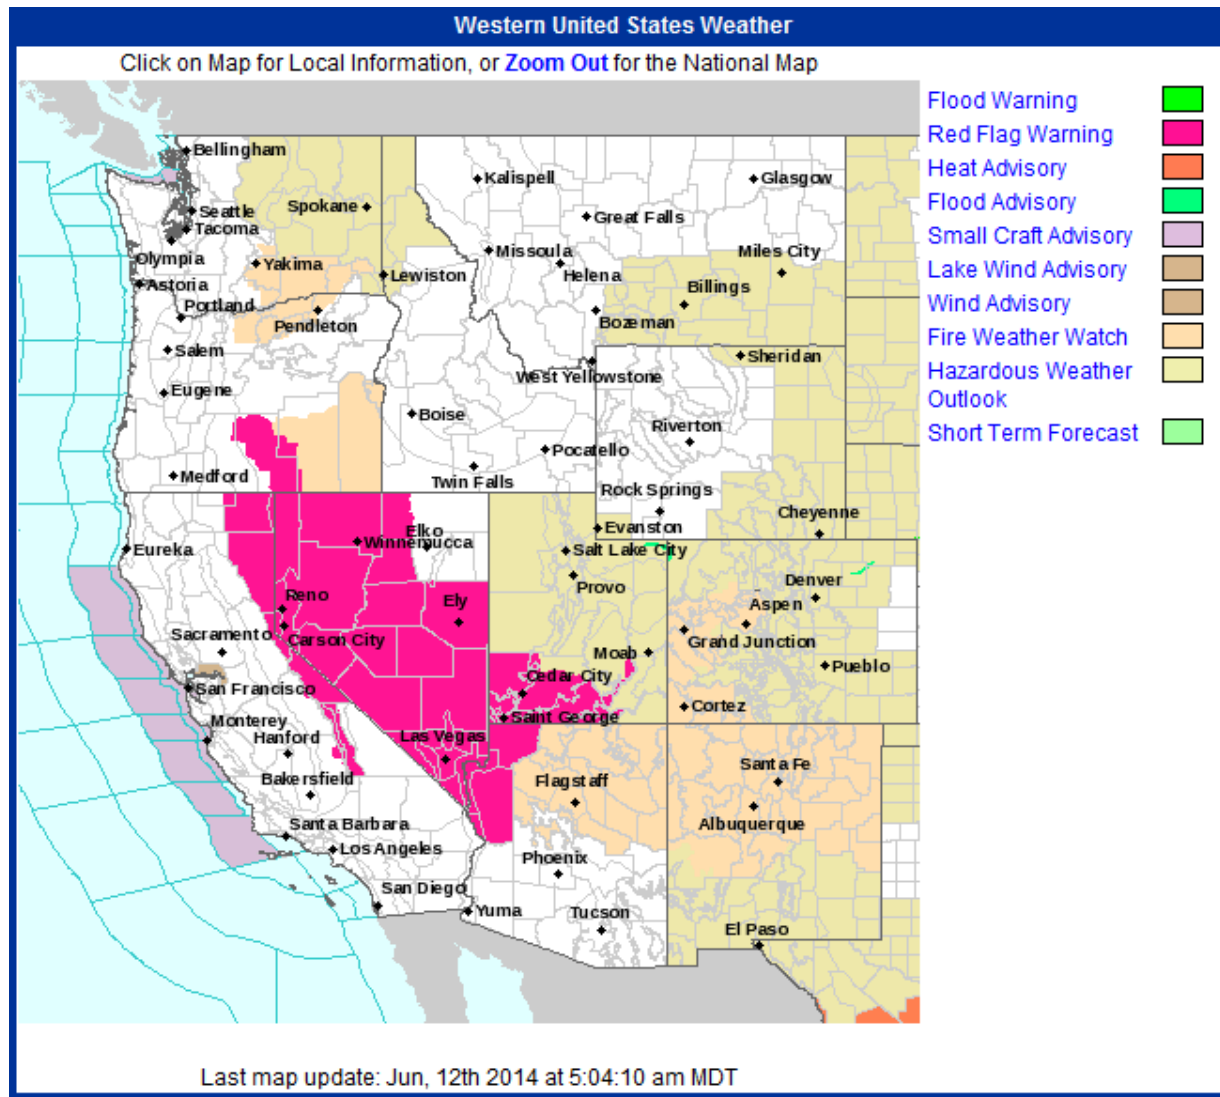 Western United States Weather
Click on Map for Local Information, or Zoom Out for the National Map
Flood Warning
Red Flag Warning
Heat Advisory
Flood Advisory
Small Craft Advisory
Lake Wind Advisory
Wind Advisory
Fire Weather Watch
Hazardous Weather
Outlook
Short Term Forecast
Bellingham
Kalispell
Glasgow
Spokane
Seattle
Great Falls
Tacoma
Olympia
Missoula
Miles City
Yakima
Lewiston
Helena
Astoria
Billings
Portland
Pendleton
Bozeman
Salem
Sheridan
West Yellowstone
Eugene
Boise
Riverton
Pocatello
Medford
Twin Falls
Rock Springs
Cheyenne
Elko
Evanston
Winnemucca
Eureka
Salt Lake City
Provo
Denver
Reno
Ely
Aspen
Sacramento
Carson City
Grand Junction
Moab
Pueblo
Cedar City
San Francisco
Cortez
Monterey
Saint George
Hanford
Las Vegas
Santa Fe
Bakersfield
Flagstaff
Santa Barbara
Albuquerque
Los Angeles
Phoenix
San Diego
Yuma
Tucson
El Paso
Last map update: Jun, 12th 2014 at 5:04:10 am MDT